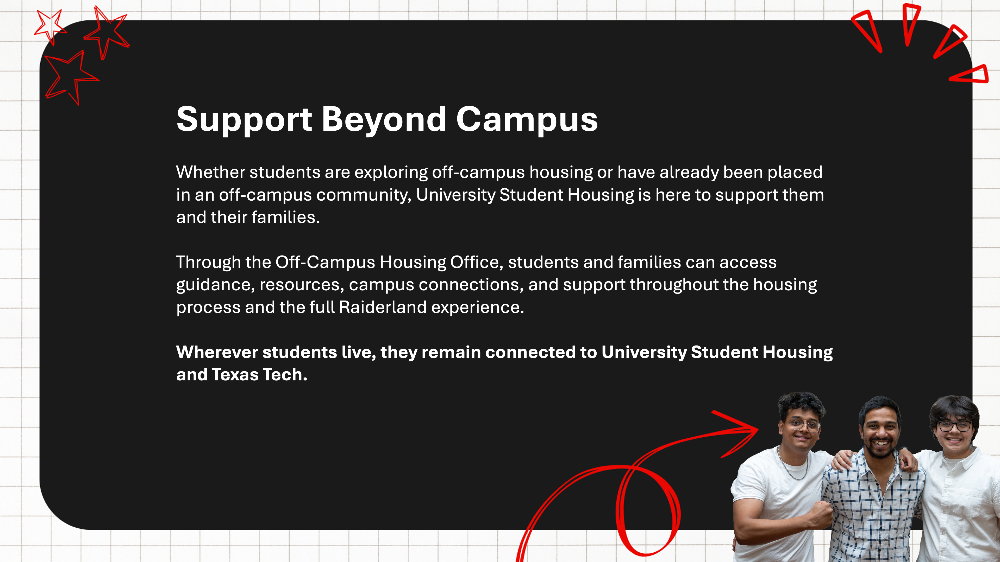 Support Beyond Campus
Whether students are exploring off-campus housing or have already been placed
in an off-campus community, University Student Housing is here to support them
and their families.
Through the Off-Campus Housing Office, students and families can access
guidance, resources, campus connections, and support throughout the housing
process and the full Raiderland experience.
Wherever students live, they remain connected to University Student Housing
and Texas Tech.